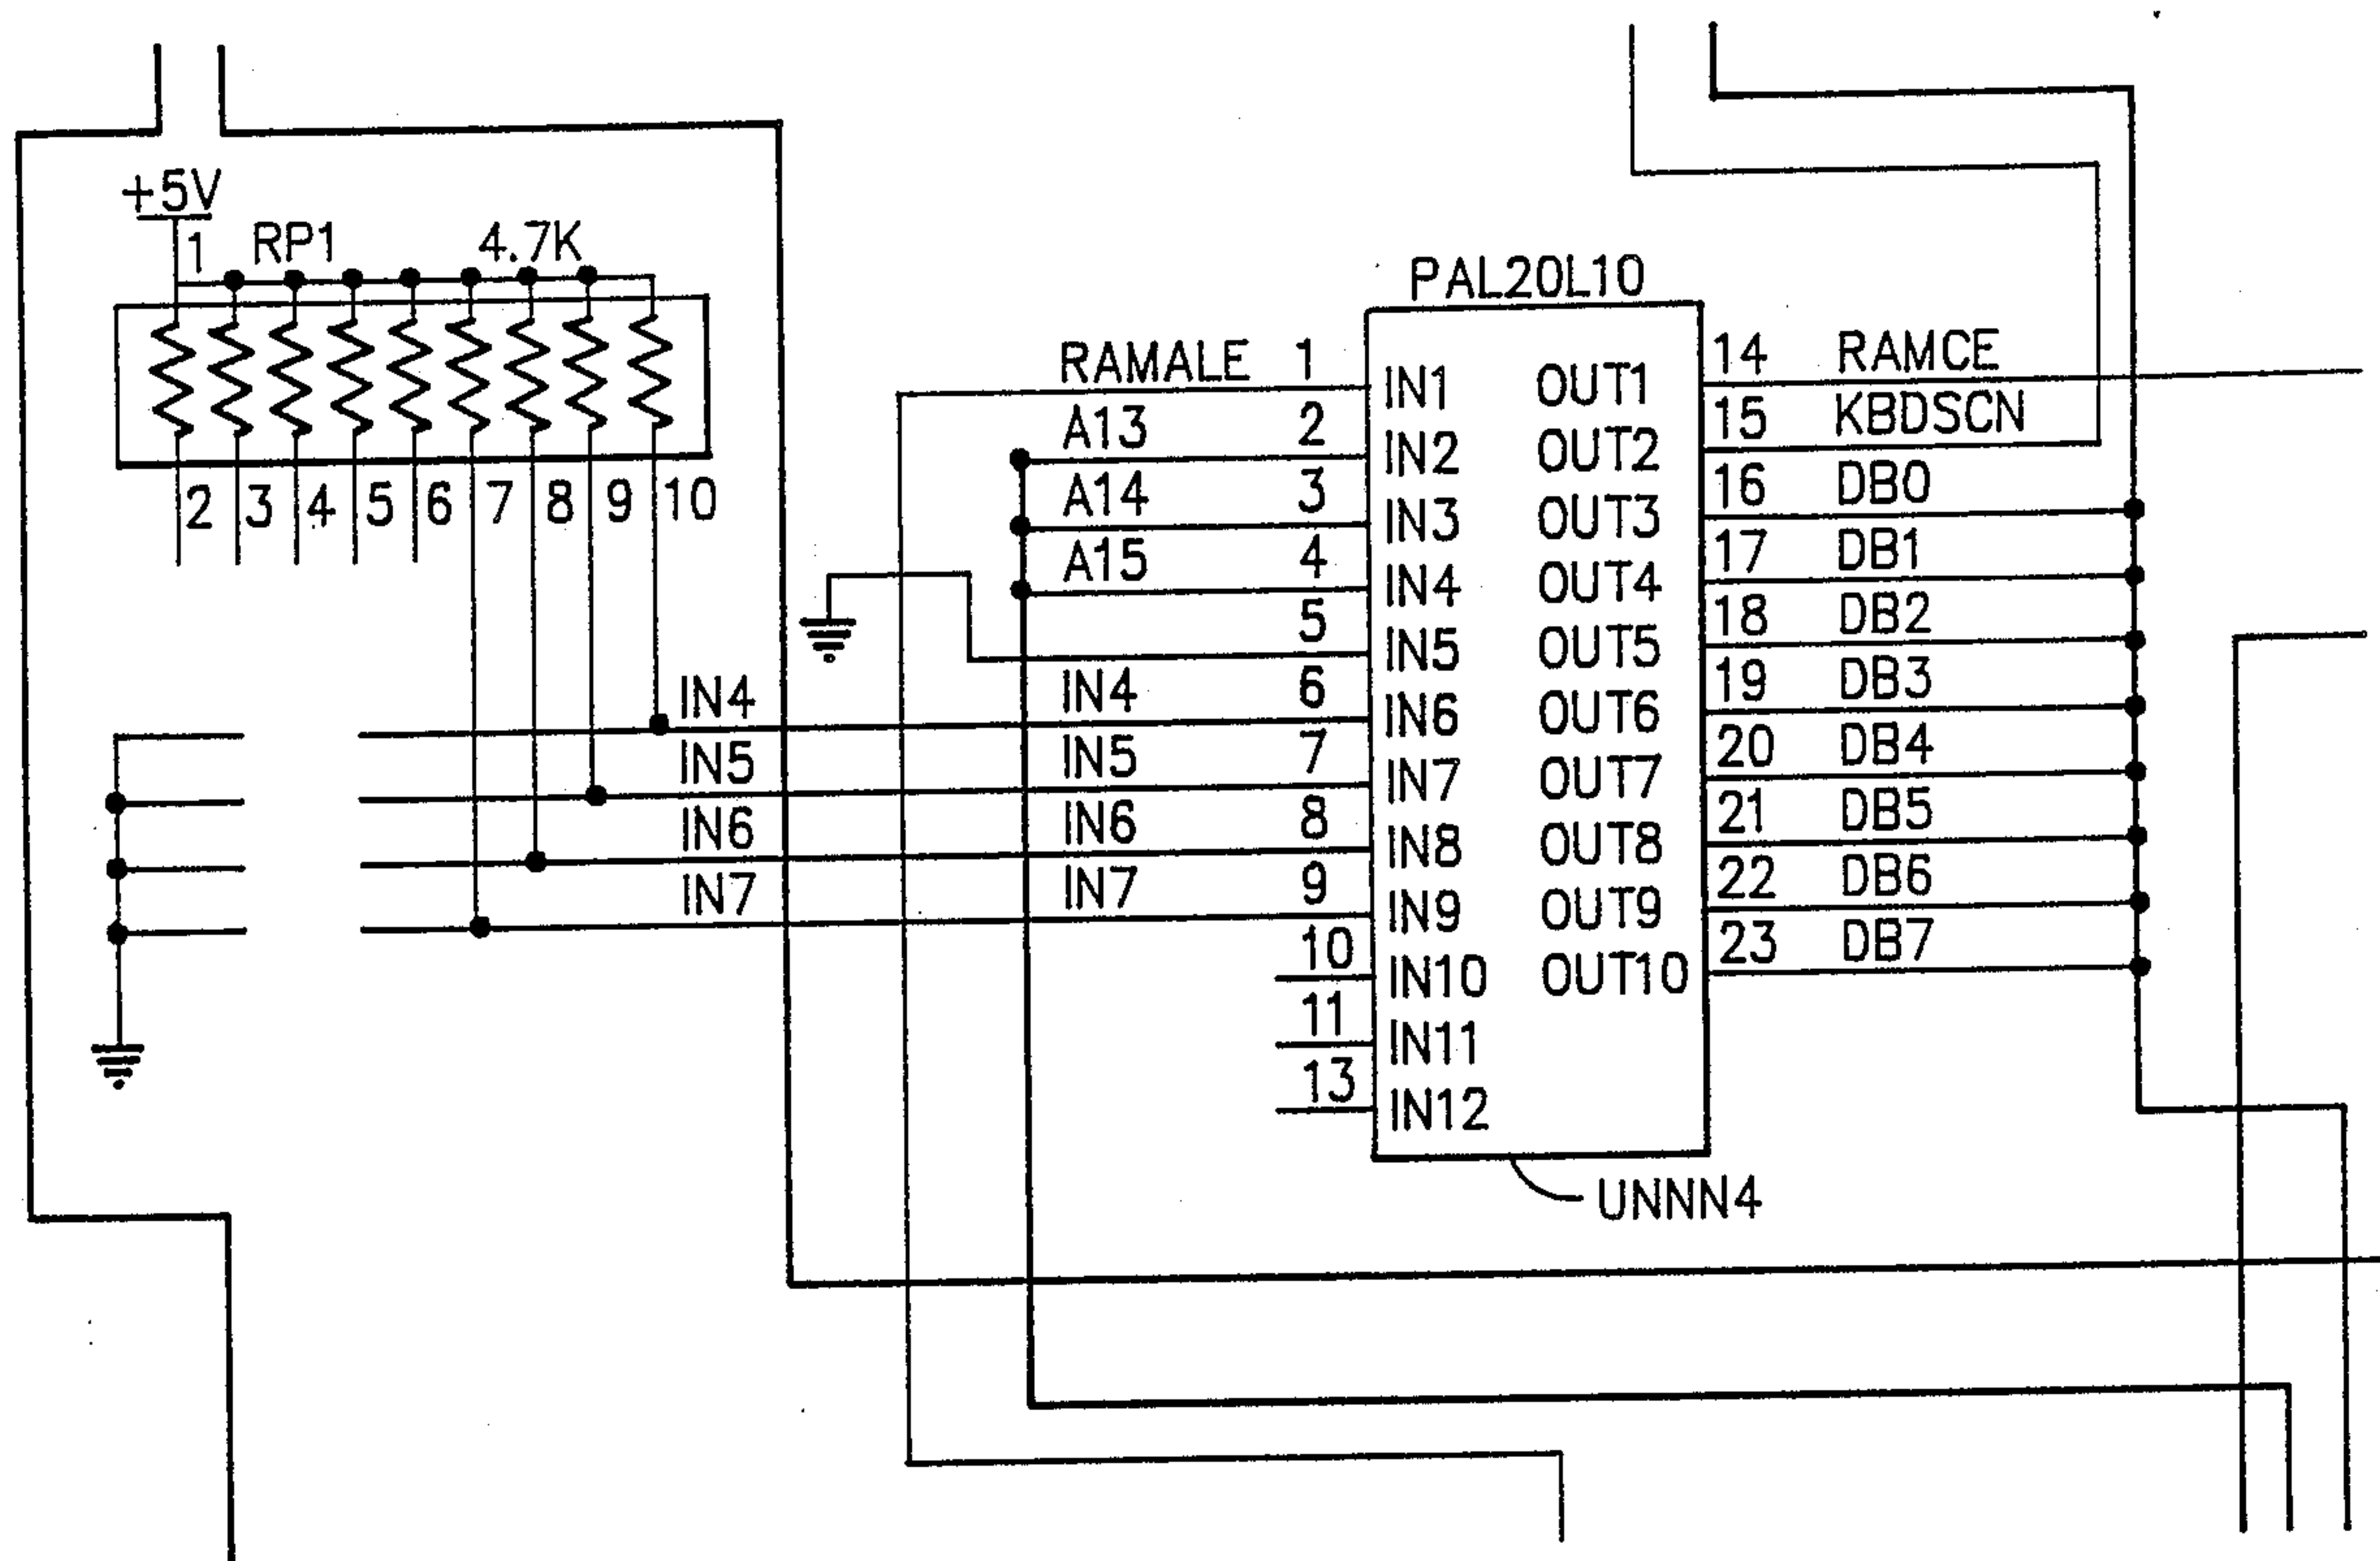 +5V
1 RP1 4.7K
2 3 4 5 6 7 8 9 10
IN4
IN5
IN6
IN7
PAL20L10
RAMALE 1 IN1 OUT1 14 RAMCE
A13 2 IN2 OUT2 15 KBDSCN
A14 3 IN3 OUT3 16 DB0
A15 4 IN4 OUT4 17 DB1
5 IN5 OUT5 18 DB2
IN4 6 IN6 OUT6 19 DB3
IN5 7 IN7 OUT7 20 DB4
IN6 8 IN8 OUT8 21 DB5
IN7 9 IN9 OUT9 22 DB6
10 IN10 OUT10 23 DB7
11 IN11
13 IN12
UNNN4